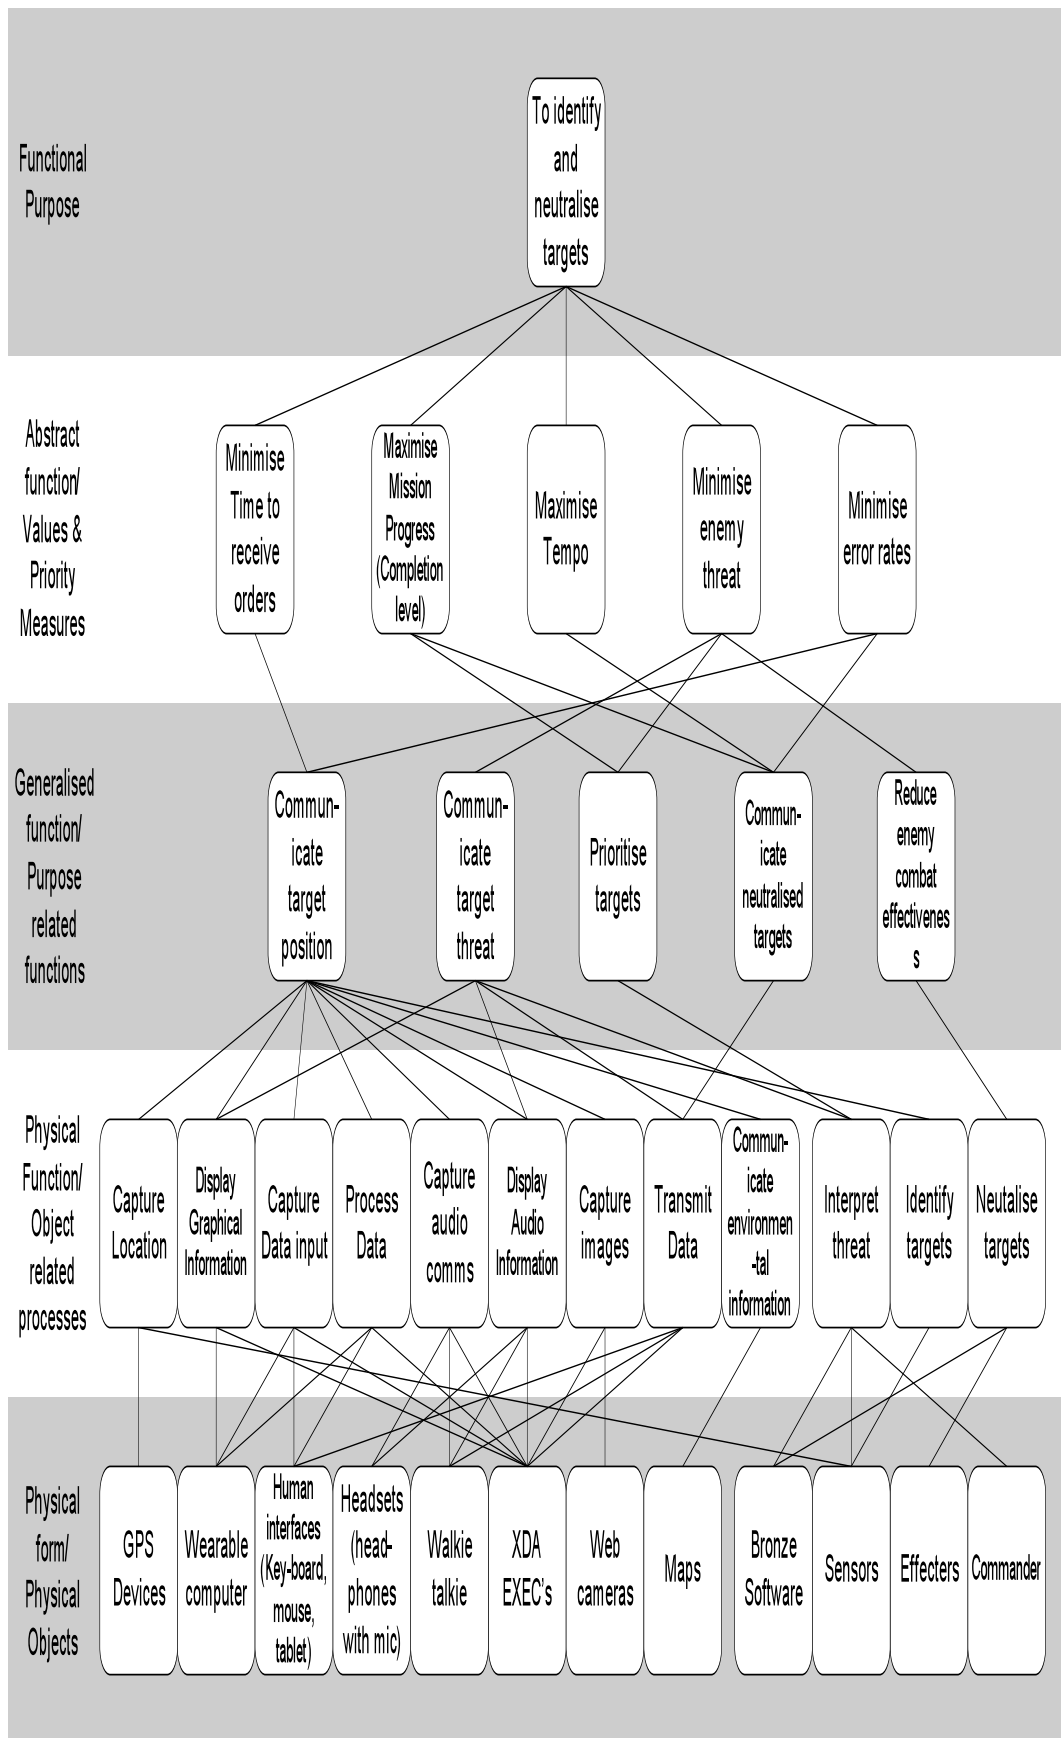 Functional
Purpose
To identify
and
neutralise
targets
Abstract
function/
Values &
Priority
Measures
Minimise
Time to
receive
orders
Maximise
Mission
Progress
(Completion
level)
Maximise
Tempo
Minimise
enemy
threat
Minimise
error rates
Generalised
function/
Purpose
related
functions
Commun-
icate
target
position
Commun-
icate
target
threat
Prioritise
targets
Commun-
icate
neutralised
targets
Reduce
enemy
combat
effectivenes
s
Physical
Function/
Object
related
processes
Capture
Location
Display
Graphical
Information
Capture
Data input
Process
Data
Capture
audio
comms
Display
Audio
Information
Capture
images
Transmit
Data
Commun-
icate
environmen
-tal
information
Interpret
threat
Identify
targets
Neutalise
targets
Physical
form/
Physical
Objects
GPS
Devices
Wearable
computer
Human
interfaces
(Key-board,
mouse,
tablet)
Headsets
(head-
phones
with mic)
Walkie
talkie
XDA
EXEC's
Web
cameras
Maps
Bronze
Software
Sensors
Effecters
Commander